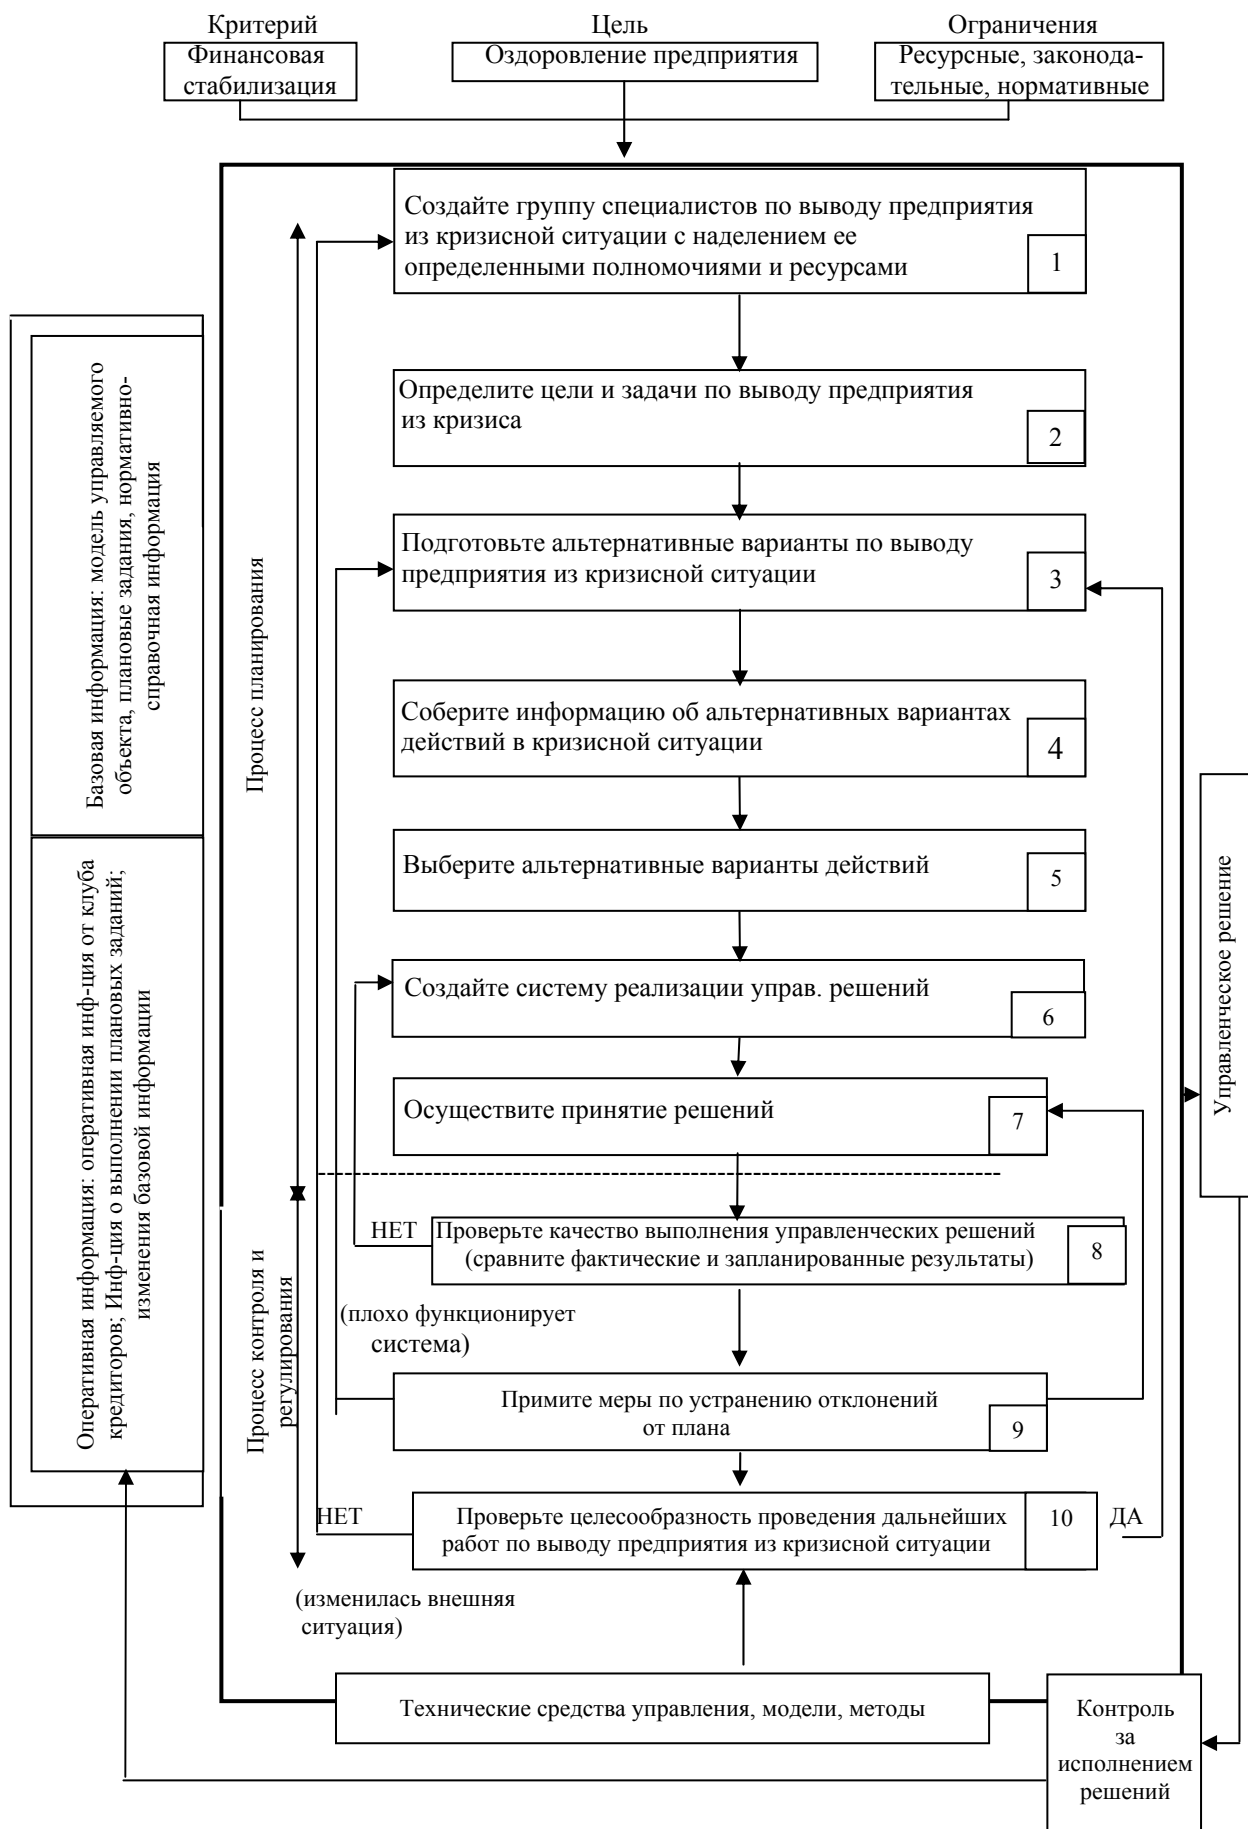 Критерий
Цель
Ограничения
Финансовая
стабилизация
Оздоровление предприятия
Ресурсные, законода-
тельные, нормативные
Создайте группу специалистов по выводу предприятия
из кризисной ситуации с наделением ее
определенными полномочиями и ресурсами
1
Определите цели и задачи по выводу предприятия
из кризиса
2
Подготовьте альтернативные варианты по выводу
предприятия из кризисной ситуации
3
Соберите информацию об альтернативных вариантах
действий в кризисной ситуации
4
Выберите альтернативные варианты действий
5
Создайте систему реализации управ. решений
6
Осуществите принятие решений
7
НЕТ
Проверьте качество выполнения управленческих решений
(сравните фактические и запланированные результаты)
8
(плохо функционирует
система)
Примите меры по устранению отклонений
от плана
9
НЕТ
Проверьте целесообразность проведения дальнейших
работ по выводу предприятия из кризисной ситуации
10
ДА
(изменилась внешняя
ситуация)
Технические средства управления, модели, методы
Контроль
за
исполнением
решений
Базовая информация: модель управляемого
объекта, плановые задания, нормативно-
справочная информация
Оперативная информация: оперативная инф-ция от клуба
кредиторов; Инф-ция о выполнении плановых заданий;
изменения базовой информации
Процесс планирования
Процесс контроля и
регулирования
Управленческое решение